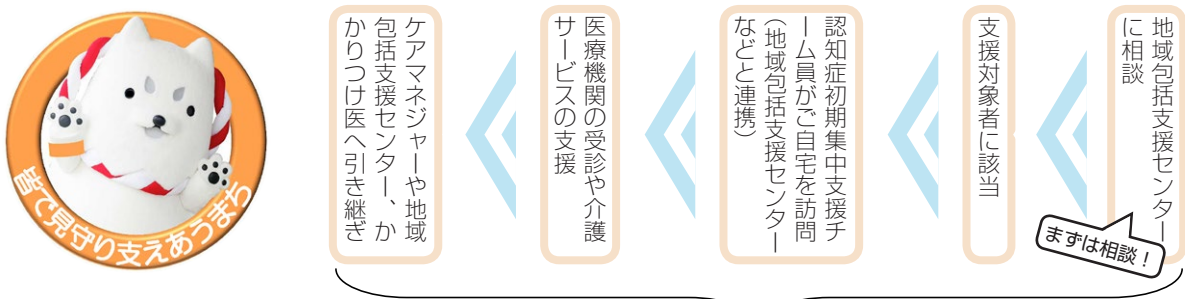 地域包括支援センター
に相談
まずは相談！
支援対象者に該当
認知症初期集中支援チ
ーム員がご自宅を訪問
（地域包括支援センター
などと連携）
医療機関の受診や介護
サービスの支援
ケアマネジャーや地域
包括支援センター、か
かりつけ医へ引き継ぎ
皆で見守り支えあうまち